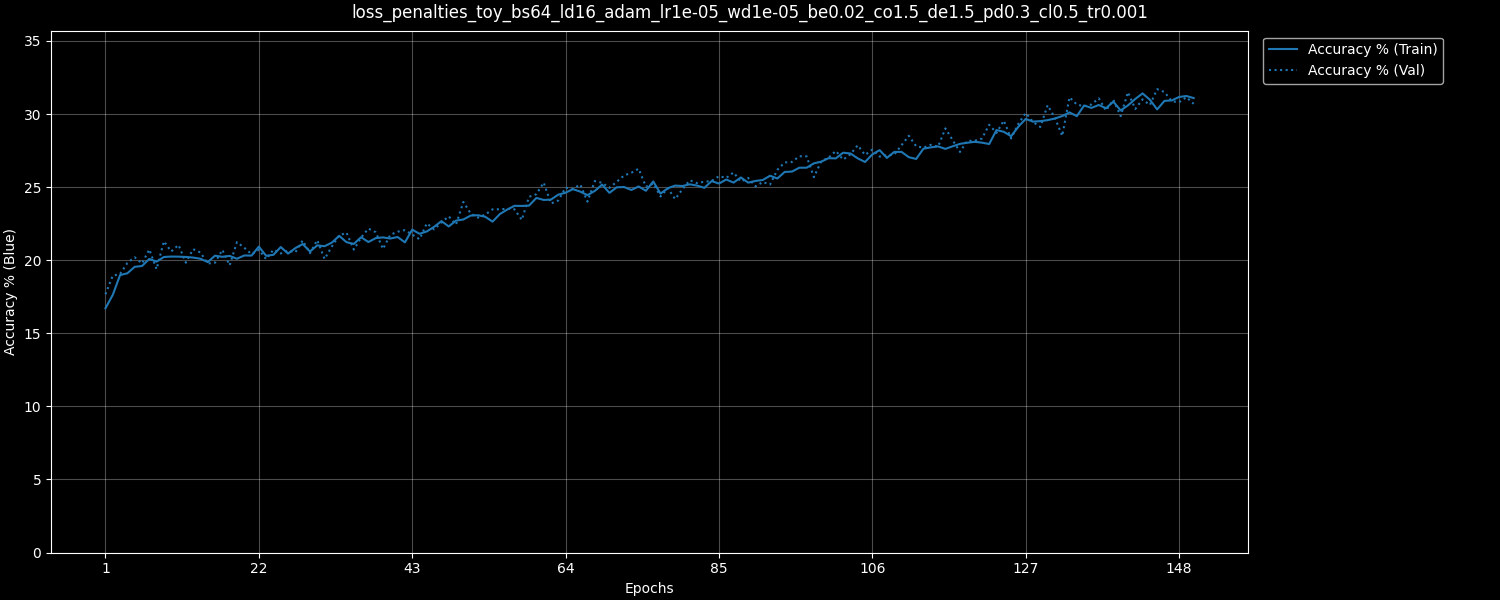 loss_penalties_toy_bs64_ld16_adam_lr1e-05_wd1e-05_be0.02_co1.5_de1.5_pd0.3_cl0.5_tr0.001
Accuracy % (Train)
Accuracy % (Val)
Accuracy % (Blue)
35
30
25
20
15
10
5
0
1 22 43 64 85 106 127 148
Epochs